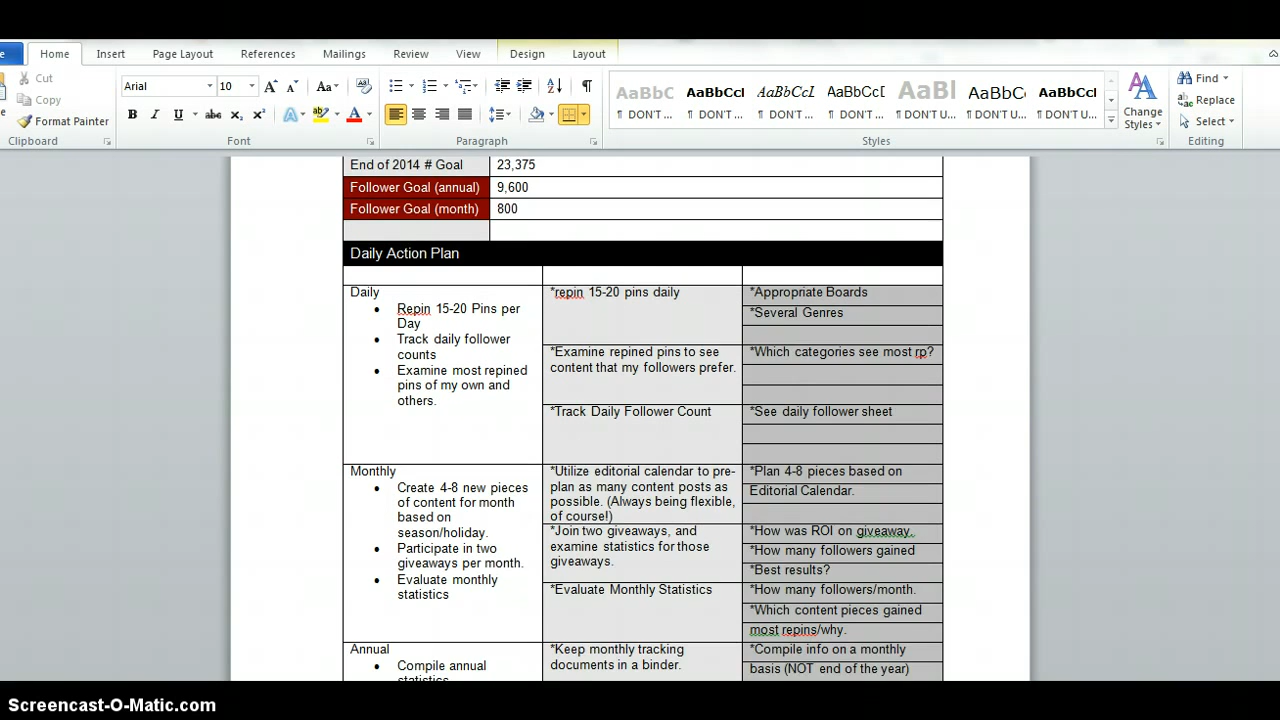 Home Insert Page Layout References Mailings Review View Design Layout
Cut
Copy
Format Painter
Clipboard
Arial 10
Aa
B I U abc X₂ X² A A
Font
Paragraph
AaBbC AaBbCcI AaBbCcI AaBbCcD AaBl AaBbC AaBbCcI
¶ DON'T ... ¶ DON'T ... ¶ DON'T ... ¶ DON'T ... ¶ DON'T U... ¶ DON'T U... ¶ DON'T U...
Styles
Change
Styles
Find
Replace
Select
Editing
End of 2014 # Goal 23,375
Follower Goal (annual) 9,600
Follower Goal (month) 800
Daily Action Plan
Daily
• Repin 15-20 Pins per
Day
• Track daily follower
counts
• Examine most repined
pins of my own and
others.
*repin 15-20 pins daily
*Appropriate Boards
*Several Genres
*Examine repined pins to see
content that my followers prefer.
*Which categories see most rp?
*Track Daily Follower Count
*See daily follower sheet
Monthly
• Create 4-8 new pieces
of content for month
based on
season/holiday.
• Participate in two
giveaways per month.
• Evaluate monthly
statistics
*Utilize editorial calendar to pre-
plan as many content posts as
possible. (Always being flexible,
of course!)
*Plan 4-8 pieces based on
Editorial Calendar.
*Join two giveaways, and
examine statistics for those
giveaways.
*How was ROI on giveaway.
*How many followers gained
*Best results?
*Evaluate Monthly Statistics
*How many followers/month.
*Which content pieces gained
most repins/why.
Annual
• Compile annual
statistics
*Keep monthly tracking
documents in a binder.
*Compile info on a monthly
basis (NOT end of the year)
Screencast-O-Matic.com